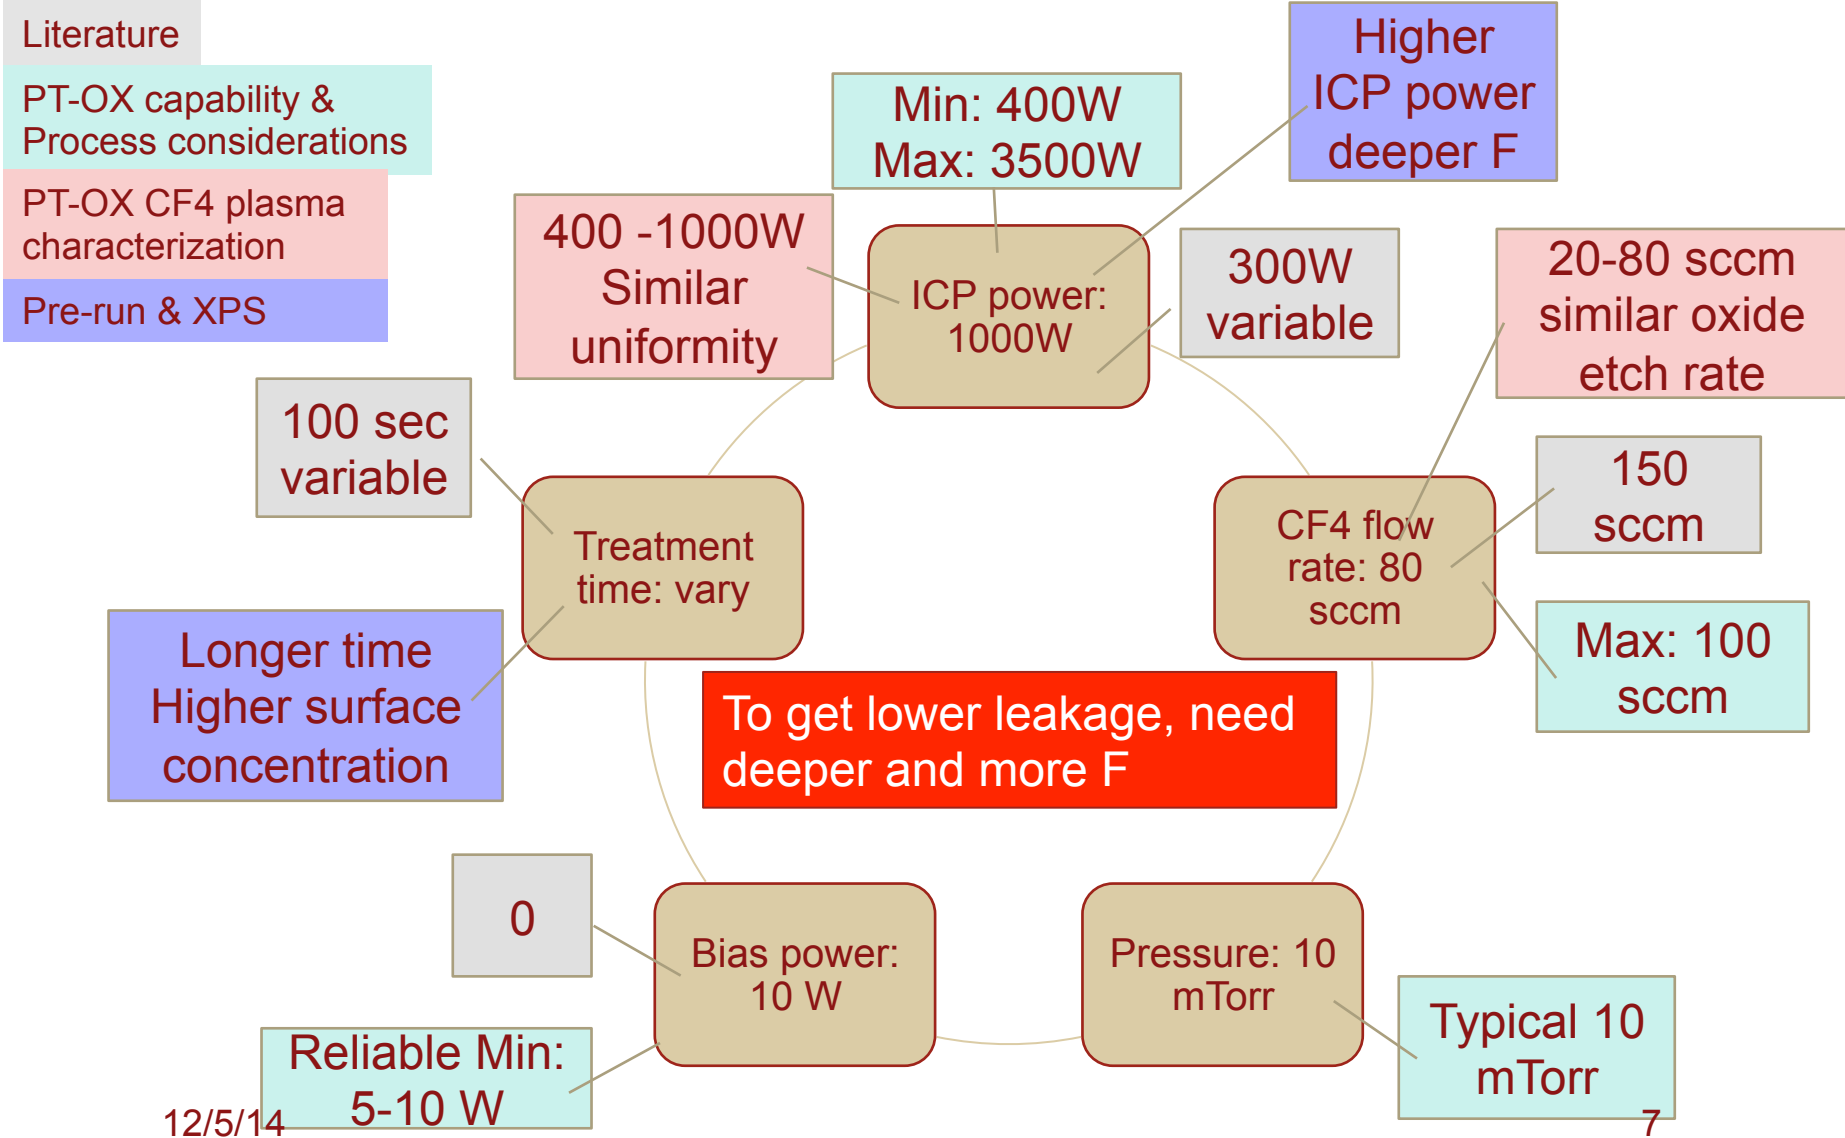 Literature
PT-OX capability &
Process considerations
PT-OX CF4 plasma
characterization
Pre-run & XPS
Min: 400W
Max: 3500W
Higher
ICP power
deeper F
400 -1000W
Similar
uniformity
ICP power:
1000W
300W
variable
20-80 sccm
similar oxide
etch rate
100 sec
variable
Treatment
time: vary
CF4 flow
rate: 80
sccm
150
sccm
Longer time
Higher surface
concentration
Max: 100
sccm
To get lower leakage, need
deeper and more F
0
Bias power:
10 W
Pressure: 10
mTorr
Reliable Min:
5-10 W
Typical 10
mTorr
12/5/14
7